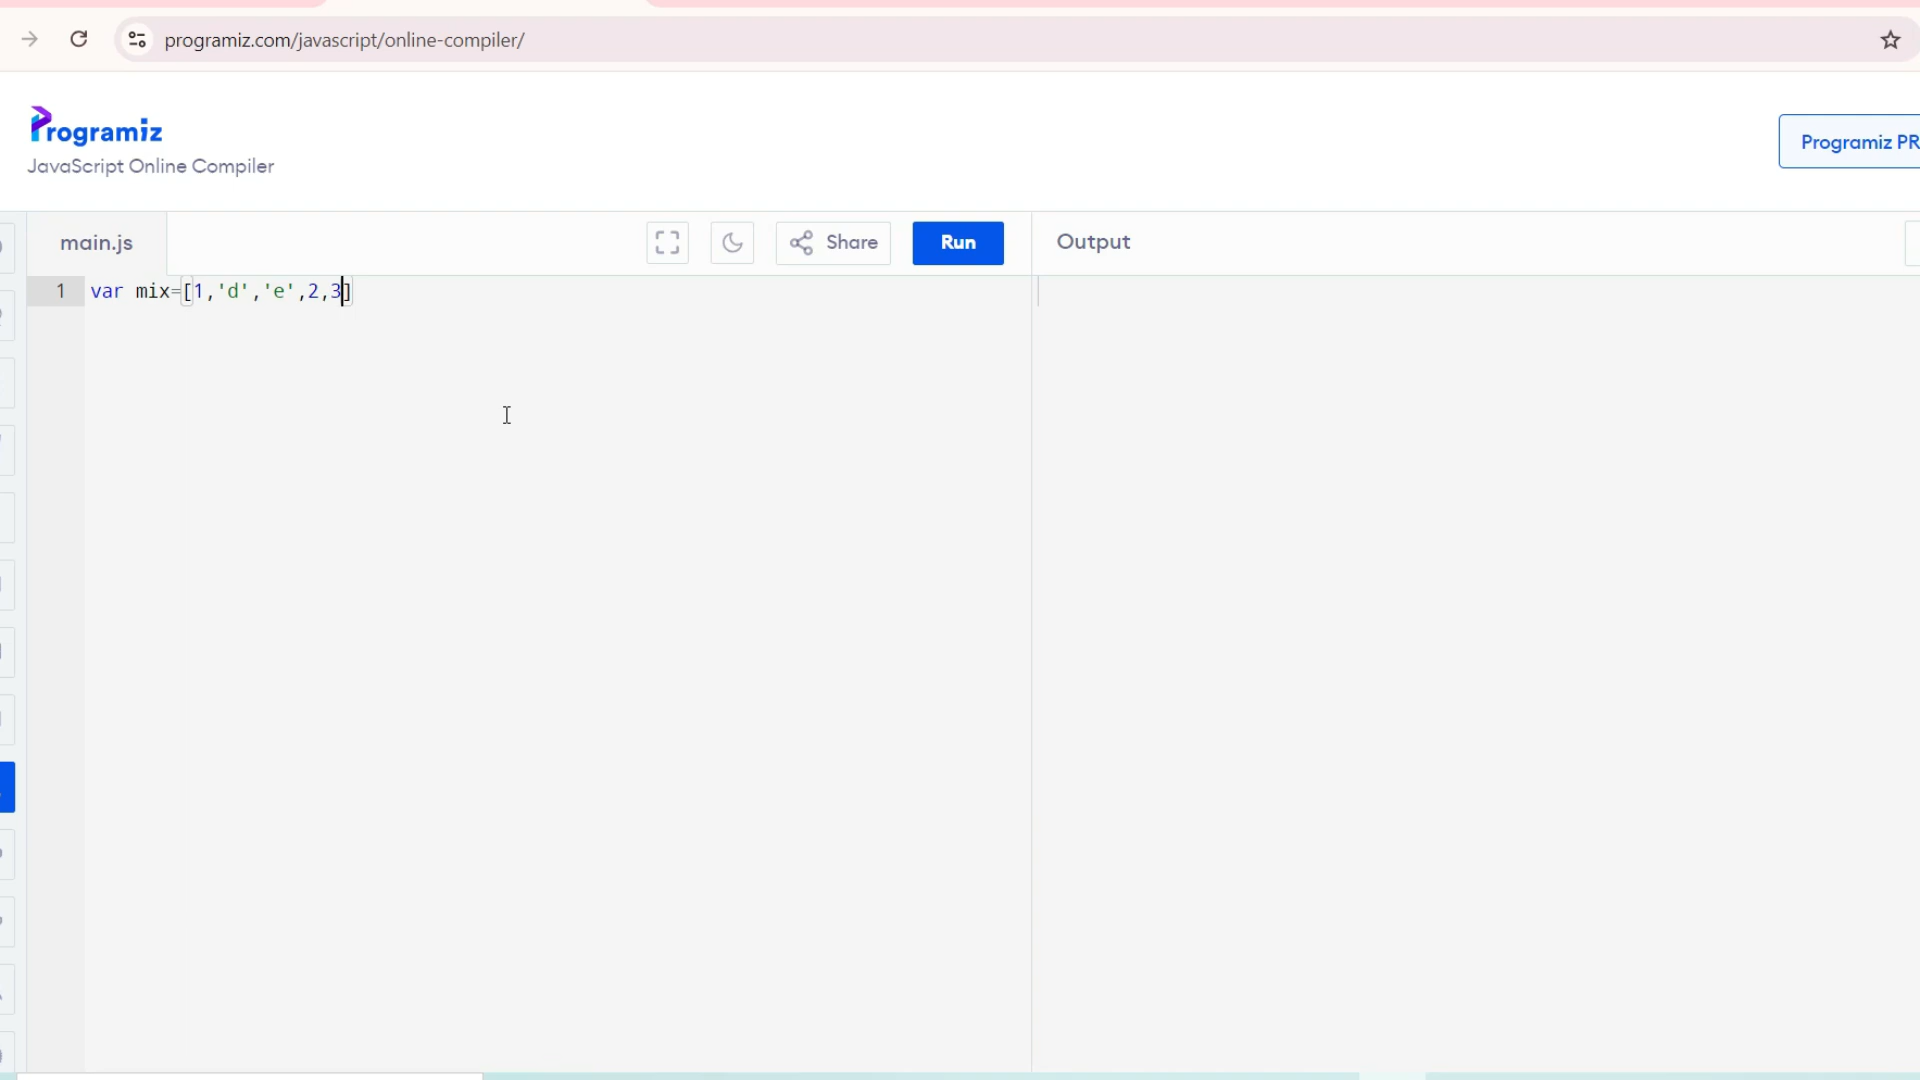 programiz.com/javascript/online-compiler/
Programiz
JavaScript Online Compiler
Programiz PR
main.js
Share
Run
Output
1 var mix=[1,'d','e',2,3]